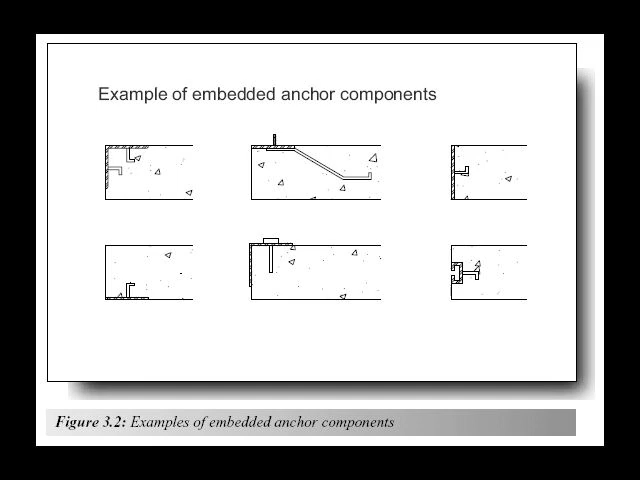 Example of embedded anchor components
Figure 3.2: Examples of embedded anchor components